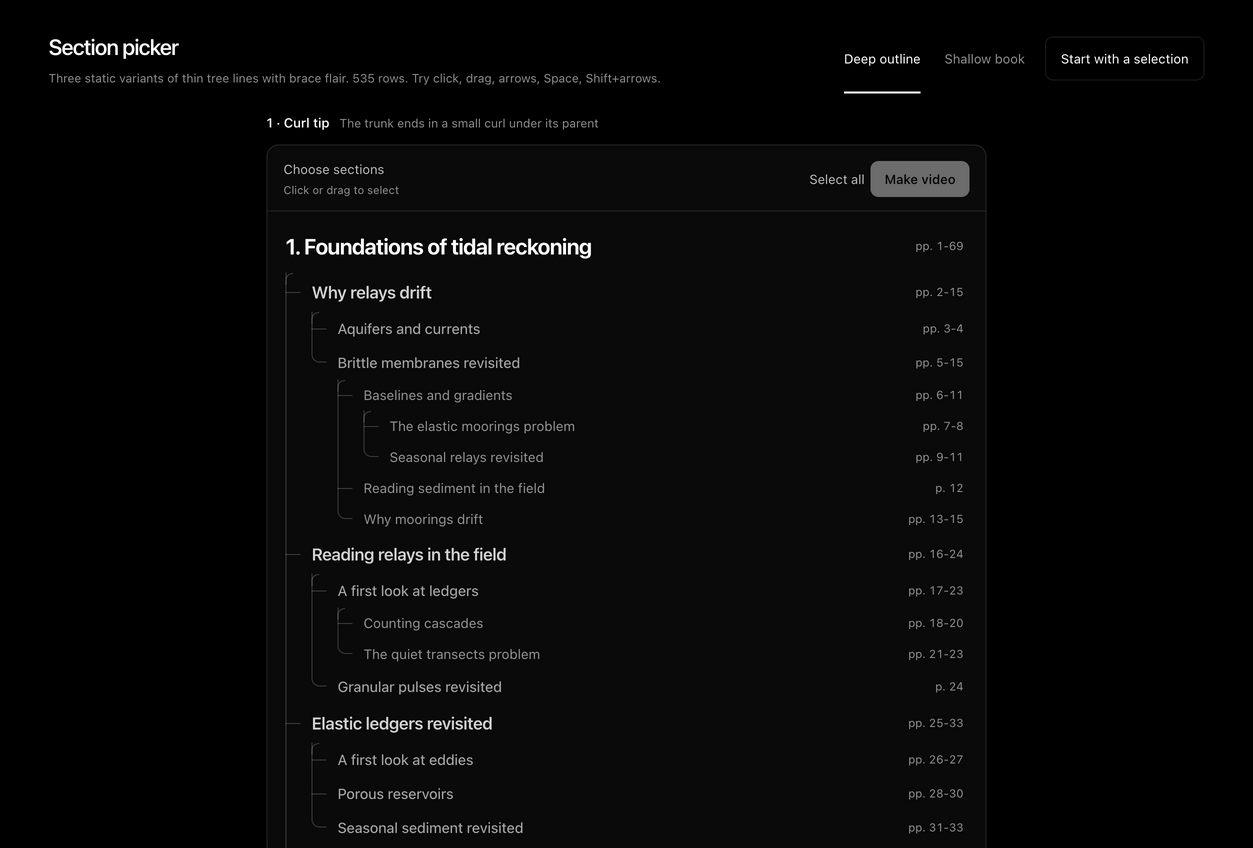 Section picker
Three static variants of thin tree lines with brace flair. 535 rows. Try click, drag, arrows, Space, Shift+arrows.
Deep outline
Shallow book
Start with a selection
1 · Curl tip The trunk ends in a small curl under its parent
Choose sections
Click or drag to select
Select all
Make video
1. Foundations of tidal reckoning pp. 1-69
Why relays drift pp. 2-15
Aquifers and currents pp. 3-4
Brittle membranes revisited pp. 5-15
Baselines and gradients pp. 6-11
The elastic moorings problem pp. 7-8
Seasonal relays revisited pp. 9-11
Reading sediment in the field p. 12
Why moorings drift pp. 13-15
Reading relays in the field pp. 16-24
A first look at ledgers pp. 17-23
Counting cascades pp. 18-20
The quiet transects problem pp. 21-23
Granular pulses revisited p. 24
Elastic ledgers revisited pp. 25-33
A first look at eddies pp. 26-27
Porous reservoirs pp. 28-30
Seasonal sediment revisited pp. 31-33